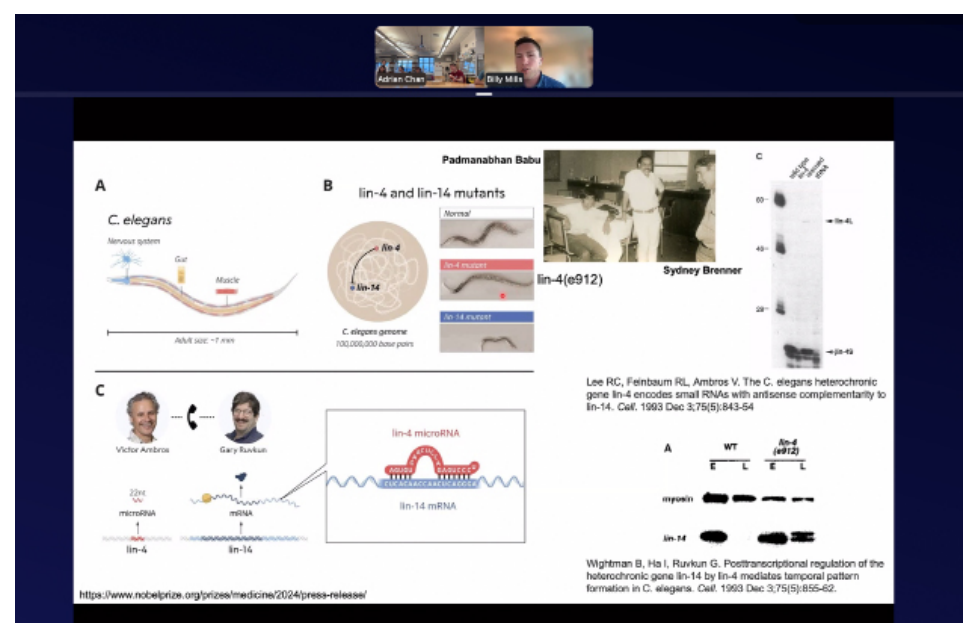 Adrian Chan
Billy Mills
Padmanabhan Babu
Sydney Brenner
A
C. elegans
Nervous system
Gut
Muscle
Adult size: ~1 mm
B
lin-4 and lin-14 mutants
lin-4
lin-14
C. elegans genome
100,000,000 base pairs
Normal
lin-4 mutant
lin-14 mutant
lin-4(e912)
C
60-
40-
20-
Lee RC, Feinbaum RL, Ambros V. The C. elegans heterochronic
gene lin-4 encodes small RNAs with antisense complementarity to
lin-14. Cell. 1993 Dec 3;75(5):843-54
C
Victor Ambros
Gary Ruvkun
22nt
microRNA
lin-4
mRNA
lin-14
lin-4 microRNA
lin-14 mRNA
A
WT
lin-4
(e912)
E L E L
myosin
lin-14
Wightman B, Ha I, Ruvkun G. Posttranscriptional regulation of the
heterochronic gene lin-14 by lin-4 mediates temporal pattern
formation in C. elegans. Cell. 1993 Dec 3;75(5):855-62.
https://www.nobelprize.org/prizes/medicine/2024/press-release/